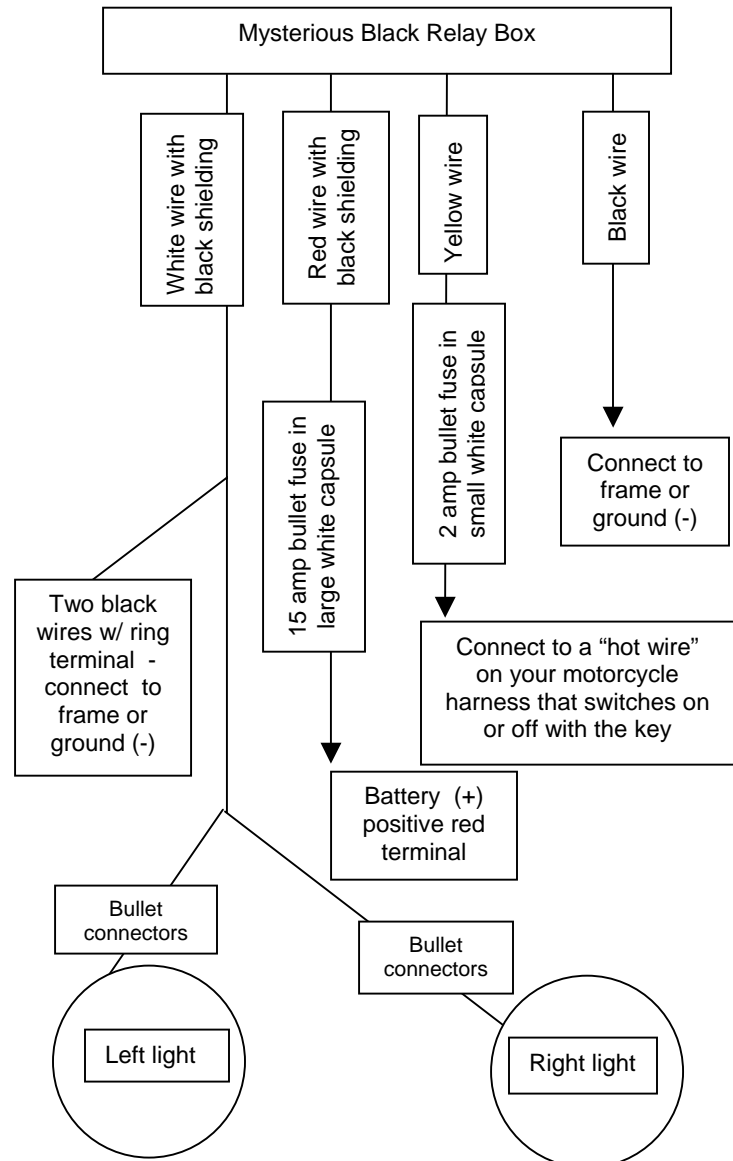 Mysterious Black Relay Box
White wire with
black shielding
Red wire with
black shielding
Yellow wire
Black wire
15 amp bullet fuse in
large white capsule
2 amp bullet fuse in
small white capsule
Connect to
frame or
ground (-)
Two black
wires w/ ring
terminal -
connect to
frame or
ground (-)
Connect to a “hot wire”
on your motorcycle
harness that switches on
or off with the key
Battery (+)
positive red
terminal
Bullet
connectors
Bullet
connectors
Left light
Right light